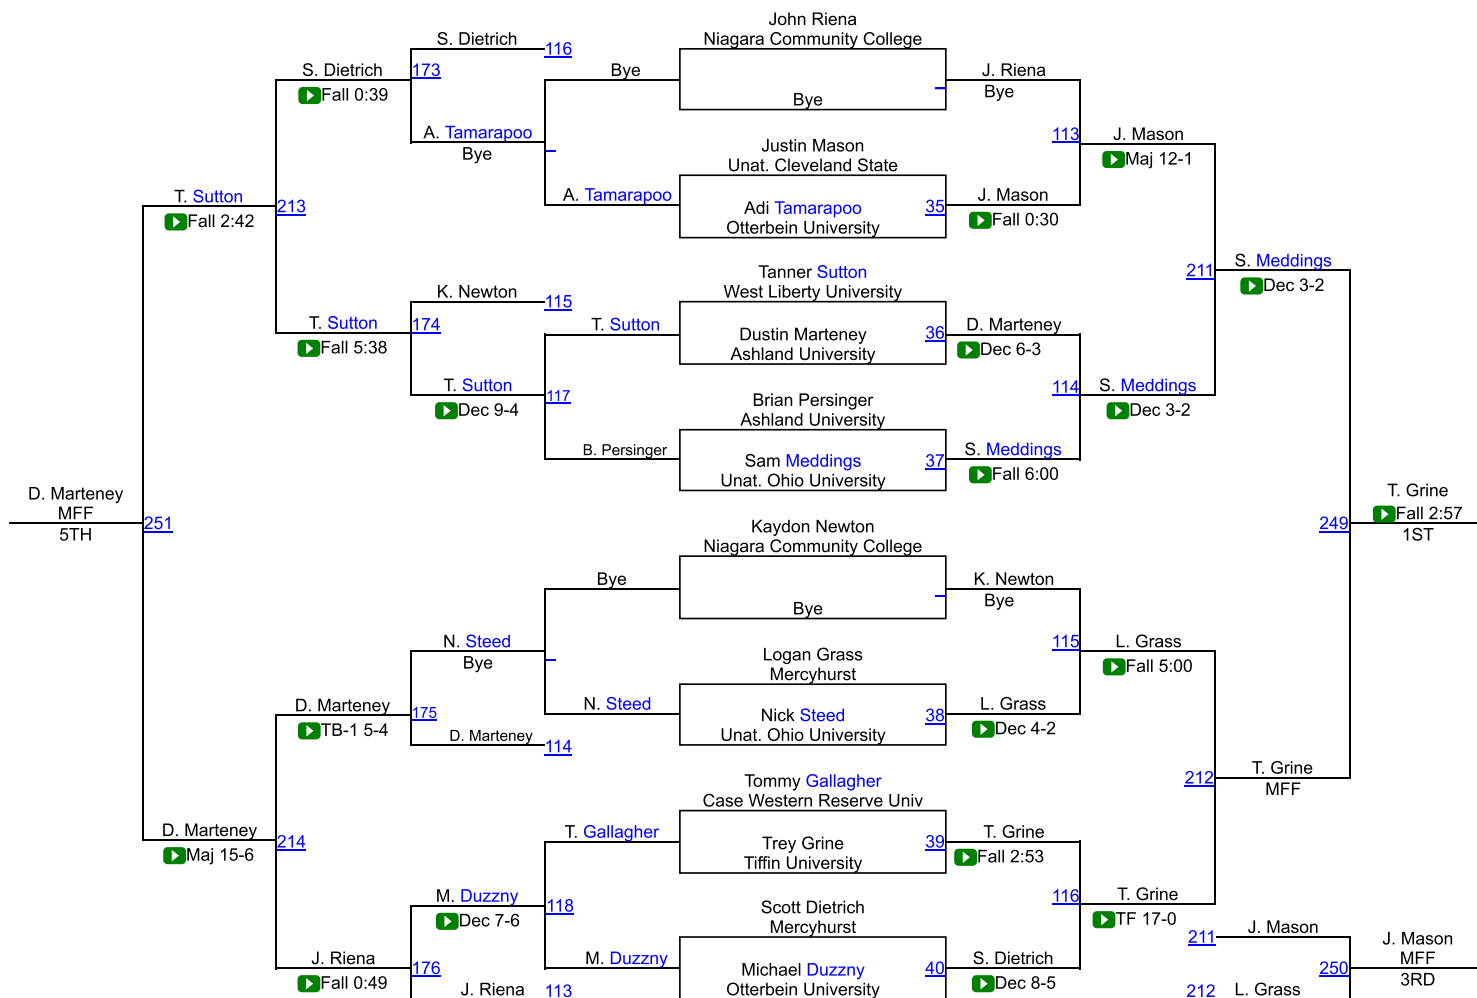 John Riena
Niagara Community College
S. Dietrich
116
S. Dietrich
173
Fall 0:39
Bye
Bye
J. Riena
Bye
A. Tamarapoo
Bye
113
J. Mason
Maj 12-1
Justin Mason
Unat. Cleveland State
T. Sutton
213
Fall 2:42
A. Tamarapoo
Adi Tamarapoo
35
Otterbein University
J. Mason
Fall 0:30
211
S. Meddings
Dec 3-2
Tanner Sutton
West Liberty University
K. Newton
115
T. Sutton
174
Fall 5:38
T. Sutton
Dustin Marteney
36
Ashland University
D. Marteney
Dec 6-3
T. Sutton
117
Dec 9-4
114
S. Meddings
Dec 3-2
Brian Persinger
Ashland University
B. Persinger
Sam Meddings
37
Unat. Ohio University
S. Meddings
Fall 6:00
D. Marteney
MFF
251
5TH
249
T. Grine
Fall 2:57
1ST
Kaydon Newton
Niagara Community College
Bye
Bye
K. Newton
Bye
N. Steed
Bye
115
L. Grass
Fall 5:00
Logan Grass
Mercyhurst
D. Marteney
175
TB-1 5-4
N. Steed
Nick Steed
38
Unat. Ohio University
L. Grass
Dec 4-2
D. Marteney
114
212
T. Grine
MFF
Tommy Gallagher
Case Western Reserve Univ
D. Marteney
214
Maj 15-6
T. Gallagher
Trey Grine
39
Tiffin University
T. Grine
Fall 2:53
M. Duzzny
118
Dec 7-6
116
T. Grine
TF 17-0
Scott Dietrich
Mercyhurst
211
J. Mason
J. Riena
176
Fall 0:49
M. Duzzny
Michael Duzzny
40
Otterbein University
S. Dietrich
Dec 8-5
250
J. Mason
MFF
3RD
J. Riena
113
212
L. Grass